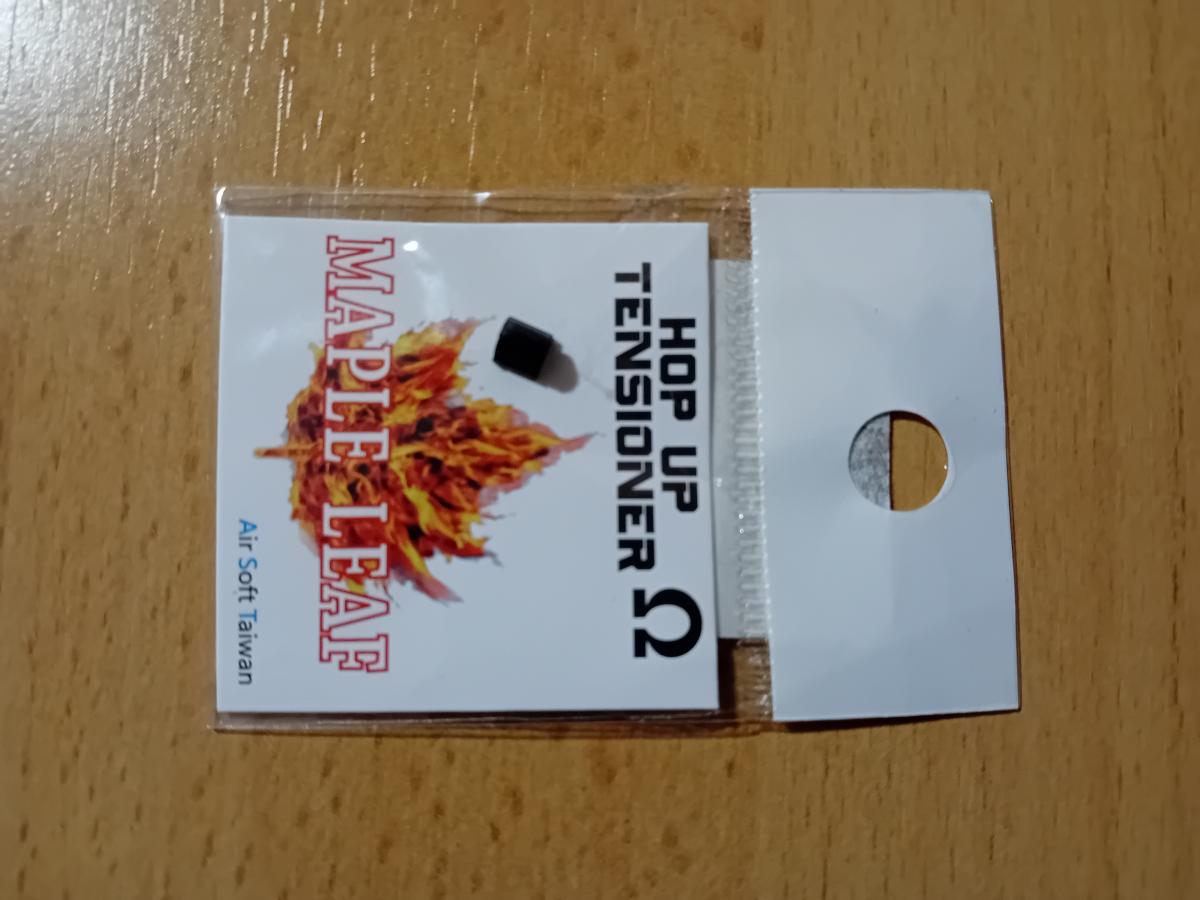 HOP UP
TENSIONER Ω
MAPLE LEAF
Air Soft Taiwan